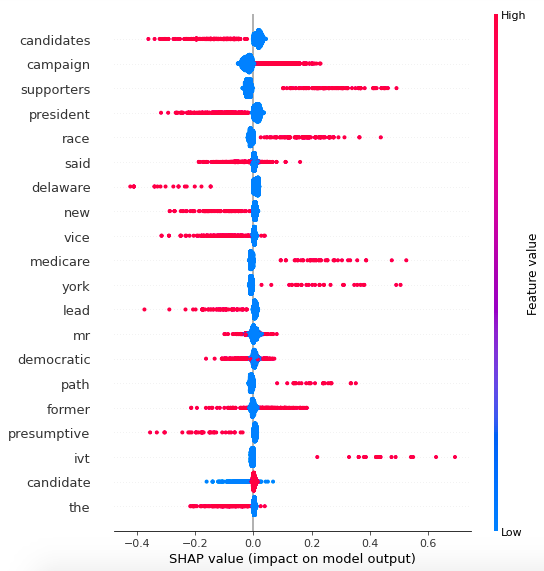 High
candidates
campaign
supporters
president
race
said
delaware
new
vice
medicare
york
lead
mr
democratic
path
former
presumptive
ivt
candidate
the
Feature value
Low
−0.4 −0.2 0.0 0.2 0.4 0.6
SHAP value (impact on model output)